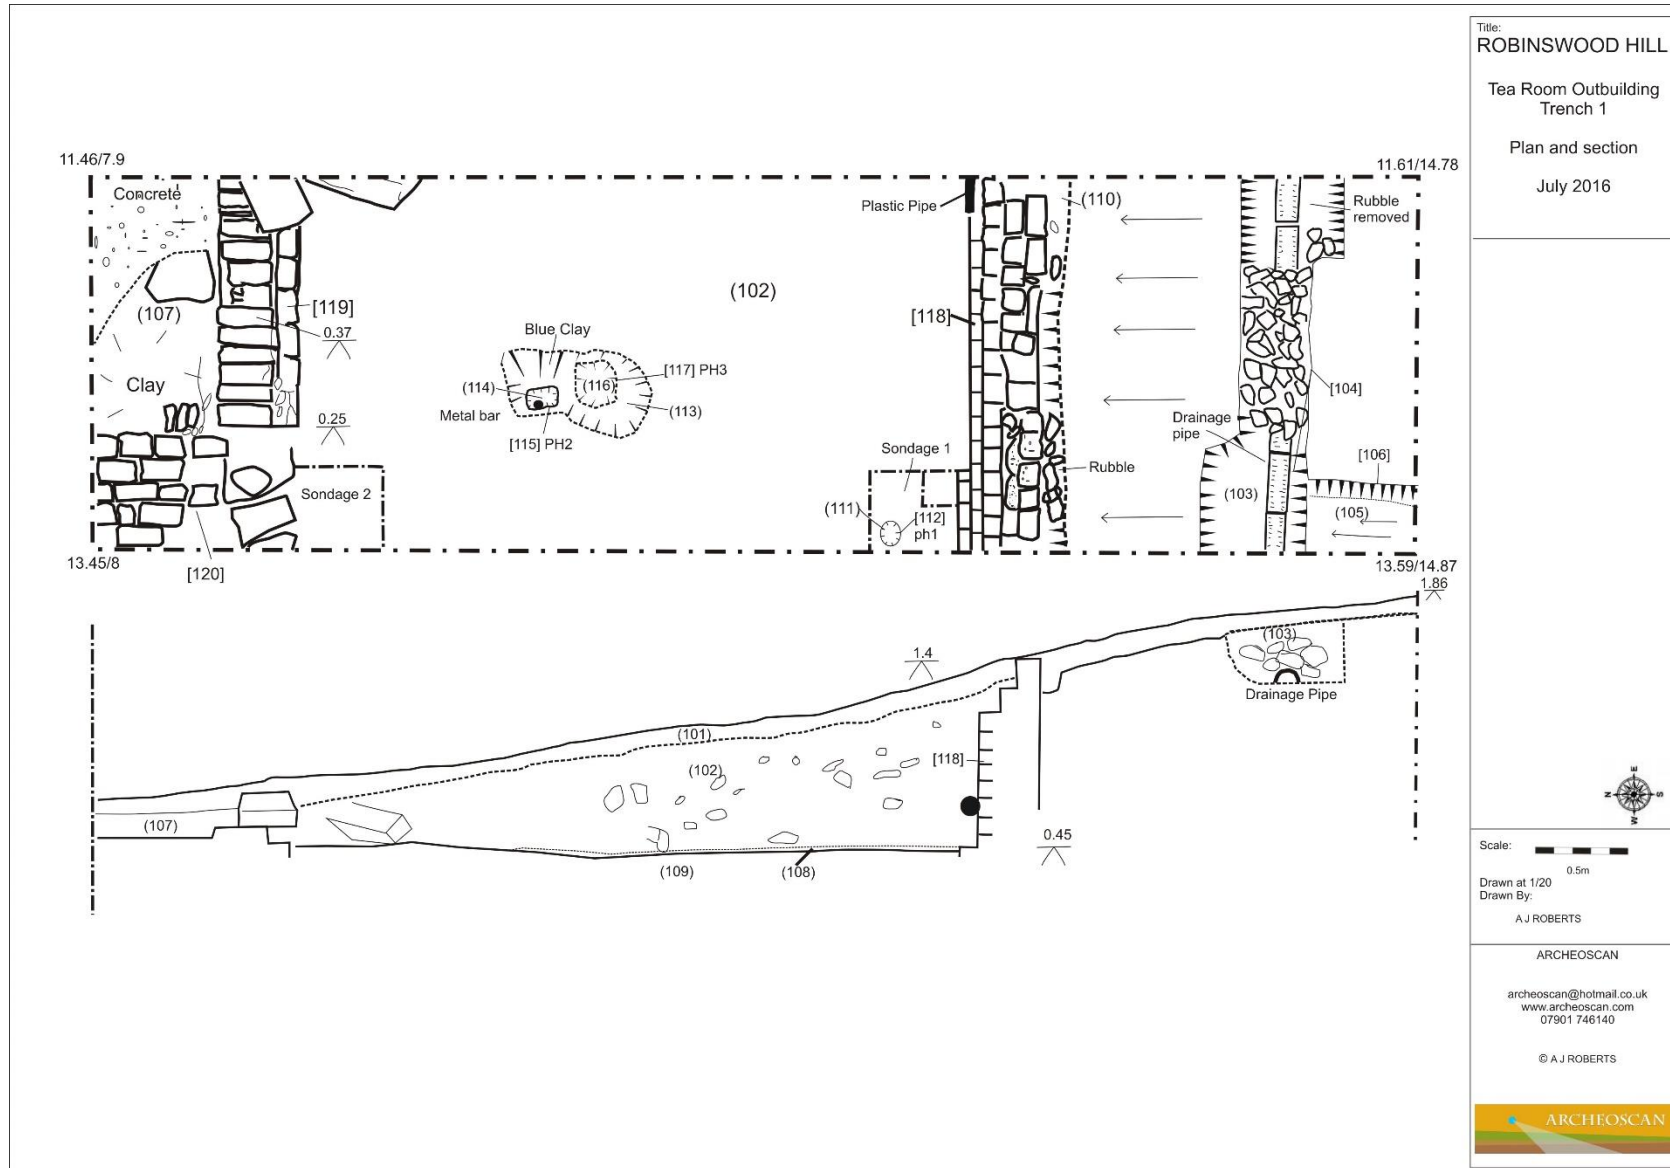 Title:
ROBINSWOOD HILL
Tea Room Outbuilding
Trench 1
Plan and section
July 2016
11.46/7.9
11.61/14.78
Concrete
Plastic Pipe
(110)
Rubble
removed
(107)
[119]
0.37
(102)
[118]
Blue Clay
Clay
(114)
(116)
[117] PH3
[104]
Metal bar
(113)
0.25
[115] PH2
Drainage
pipe
Sondage 1
[106]
Rubble
Sondage 2
(103)
(111)
[112]
ph1
(105)
13.45/8
[120]
13.59/14.87
1.86
(103)
1.4
Drainage Pipe
(101)
[118]
(102)
(107)
0.45
(109)
(108)
E
N
S
W
Scale:
0.5m
Drawn at 1/20
Drawn By:
A J ROBERTS
ARCHEOSCAN
archeoscan@hotmail.co.uk
www.archeoscan.com
07901 746140
© A J ROBERTS
ARCHEOSCAN